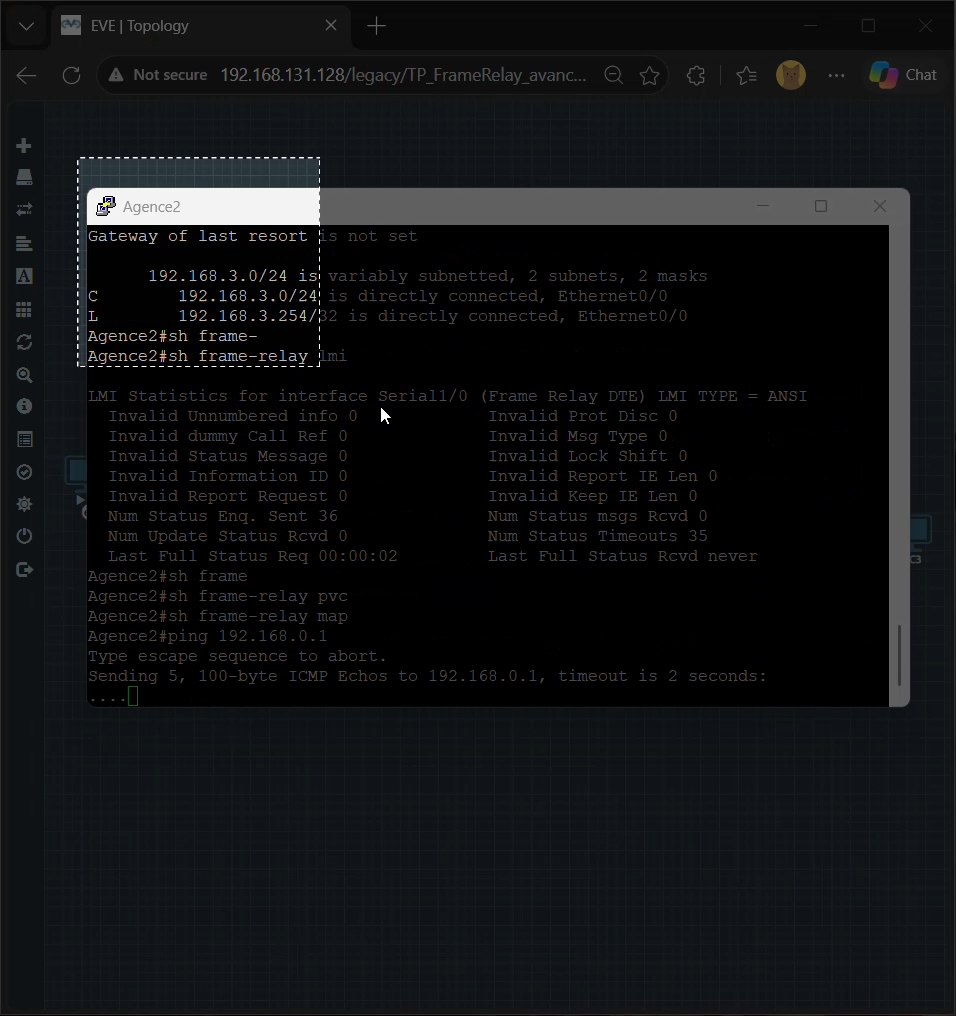 EVE | Topology
Not secure 192.168.131.128/legacy/TP_FrameRelay_avanc... Chat
Agence2
Gateway of last resort is not set
192.168.3.0/24 is variably subnetted, 2 subnets, 2 masks
C 192.168.3.0/24 is directly connected, Ethernet0/0
L 192.168.3.254/32 is directly connected, Ethernet0/0
Agence2#sh frame-
Agence2#sh frame-relay lmi
LMI Statistics for interface Serial1/0 (Frame Relay DTE) LMI TYPE = ANSI
Invalid Unnumbered info 0 Invalid Prot Disc 0
Invalid dummy Call Ref 0 Invalid Msg Type 0
Invalid Status Message 0 Invalid Lock Shift 0
Invalid Information ID 0 Invalid Report IE Len 0
Invalid Report Request 0 Invalid Keep IE Len 0
Num Status Enq. Sent 36 Num Status msgs Rcvd 0
Num Update Status Rcvd 0 Num Status Timeouts 35
Last Full Status Req 00:00:02 Last Full Status Rcvd never
Agence2#sh frame
Agence2#sh frame-relay pvc
Agence2#sh frame-relay map
Agence2#ping 192.168.0.1
Type escape sequence to abort.
Sending 5, 100-byte ICMP Echos to 192.168.0.1, timeout is 2 seconds:
....